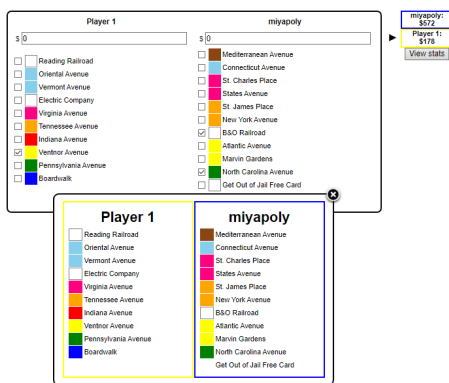 Player 1
$ 0
Reading Railroad
Oriental Avenue
Vermont Avenue
Electric Company
Virginia Avenue
Tennessee Avenue
Indiana Avenue
Ventnor Avenue
Pennsylvania Avenue
Boardwalk
miyapoly
$ 0
Mediterranean Avenue
Connecticut Avenue
St. Charles Place
States Avenue
St. James Place
New York Avenue
B&O Railroad
Atlantic Avenue
Marvin Gardens
North Carolina Avenue
Get Out of Jail Free Card
miyapoly:
$572
Player 1:
$178
View stats
Player 1
Reading Railroad
Oriental Avenue
Vermont Avenue
Electric Company
Virginia Avenue
Tennessee Avenue
Indiana Avenue
Ventnor Avenue
Pennsylvania Avenue
Boardwalk
miyapoly
Mediterranean Avenue
Connecticut Avenue
St. Charles Place
States Avenue
St. James Place
New York Avenue
B&O Railroad
Atlantic Avenue
Marvin Gardens
North Carolina Avenue
Get Out of Jail Free Card